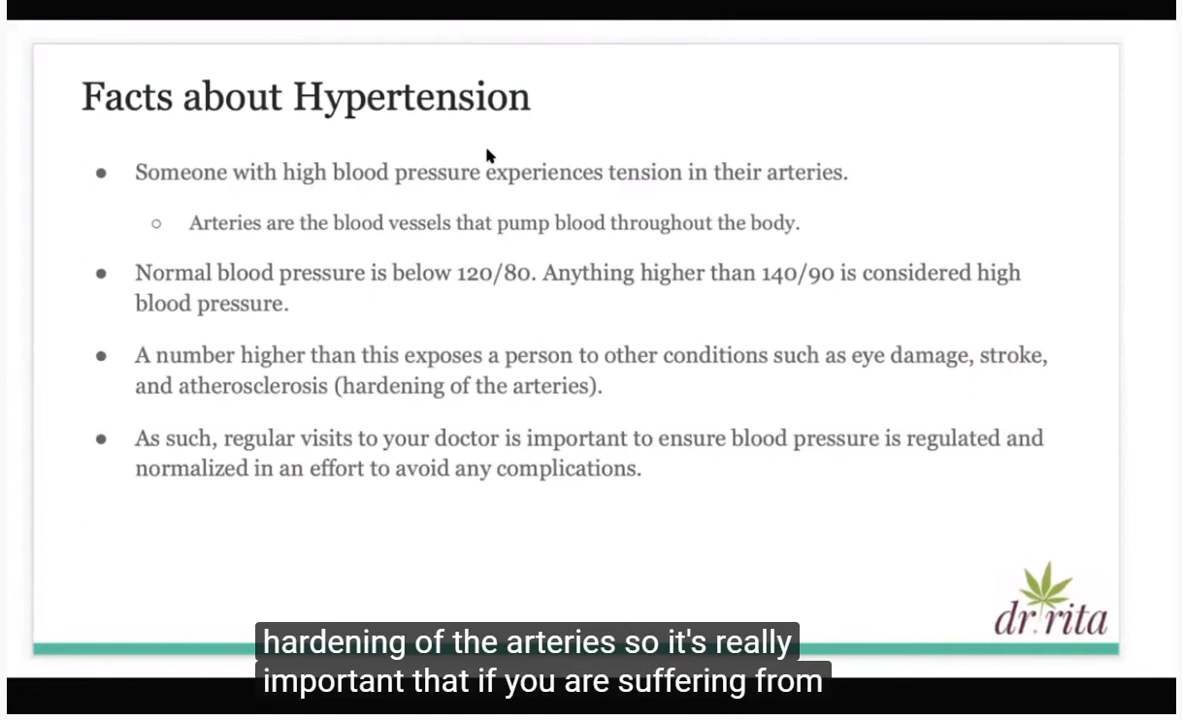 Facts about Hypertension
● Someone with high blood pressure experiences tension in their arteries.
○ Arteries are the blood vessels that pump blood throughout the body.
● Normal blood pressure is below 120/80. Anything higher than 140/90 is considered high
blood pressure.
● A number higher than this exposes a person to other conditions such as eye damage, stroke,
and atherosclerosis (hardening of the arteries).
● As such, regular visits to your doctor is important to ensure blood pressure is regulated and
normalized in an effort to avoid any complications.
dr. rita
hardening of the arteries so it's really
important that if you are suffering from